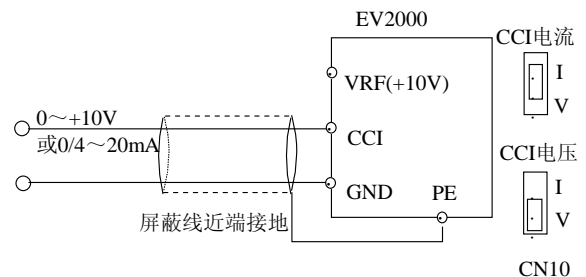 EV2000
CCI电流
I
V
VRF(+10V)
0～+10V
或0/4～20mA
CCI
CCI电压
I
V
GND
PE
屏蔽线近端接地
CN10